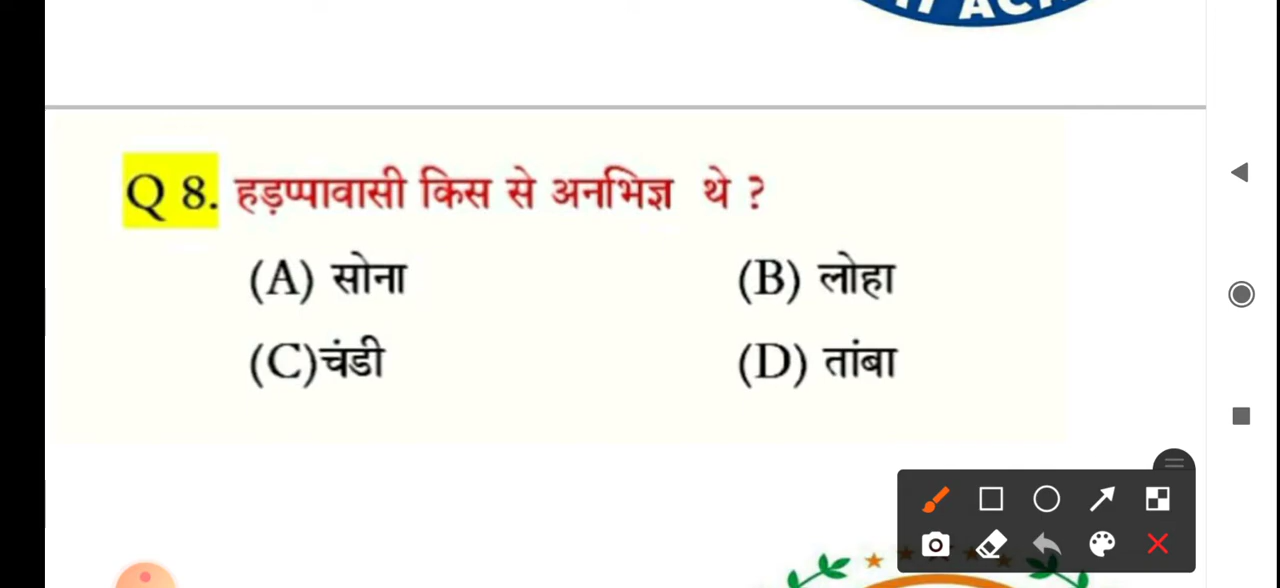 Q 8. हड़प्पावासी किस से अनभिज्ञ थे ?
(A) सोना (B) लोहा
(C)चंडी (D) तांबा